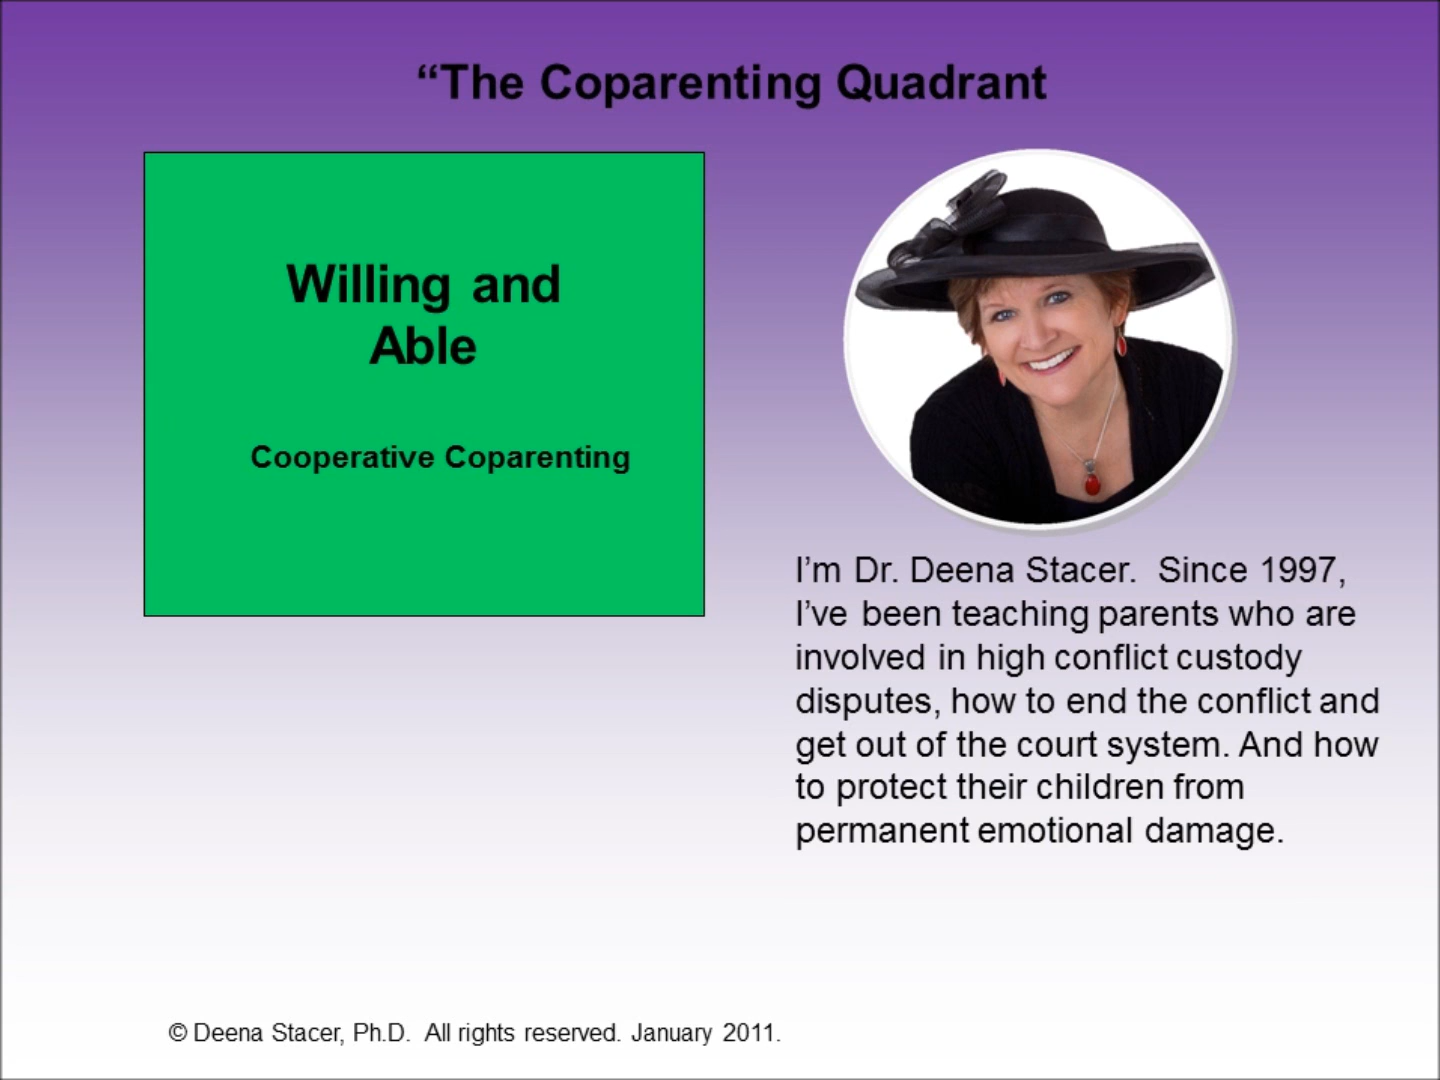 “The Coparenting Quadrant
Willing and
Able
Cooperative Coparenting
I’m Dr. Deena Stacer.  Since 1997,
I’ve been teaching parents who are
involved in high conflict custody
disputes, how to end the conflict and
get out of the court system. And how
to protect their children from
permanent emotional damage.
© Deena Stacer, Ph.D.  All rights reserved. January 2011.